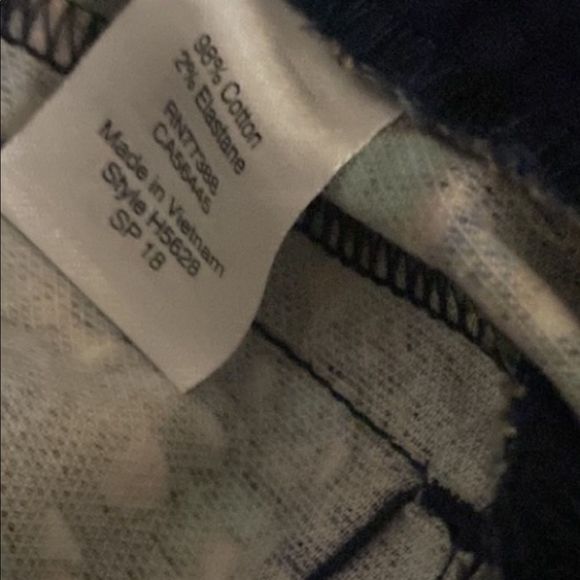 98% Cotton
2% Elastane
RN77388
CA56445
Made in Vietnam
Style H5628
SP 18